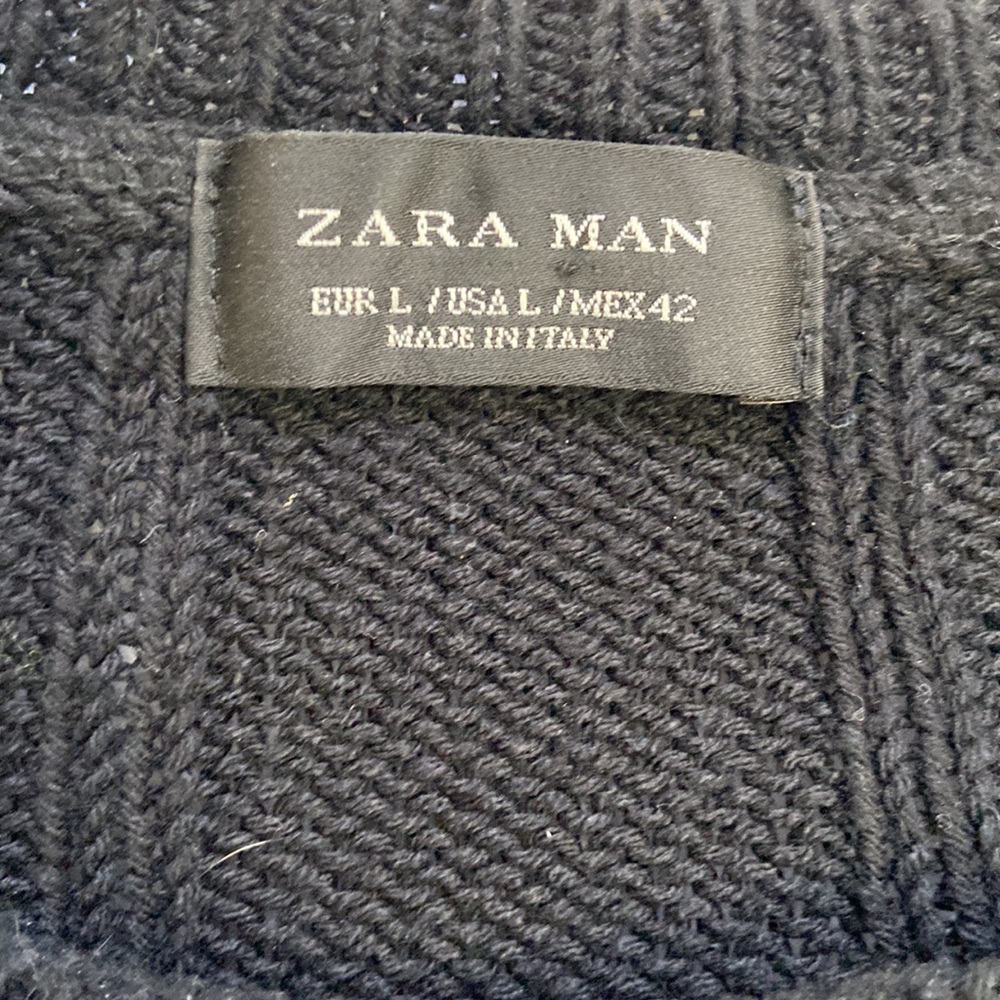 ZARA MAN
EUR L / USA L / MEX 42
MADE IN ITALY